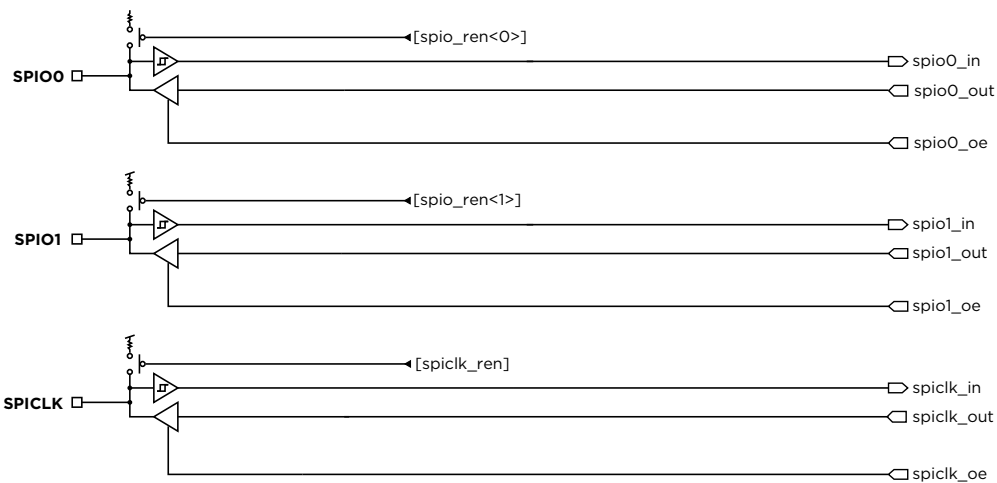 [spio_ren<0>]
spio0_in
SPIO0
spio0_out
spio0_oe
[spio_ren<1>]
spio1_in
SPIO1
spio1_out
spio1_oe
[spiclk_ren]
spiclk_in
SPICLK
spiclk_out
spiclk_oe